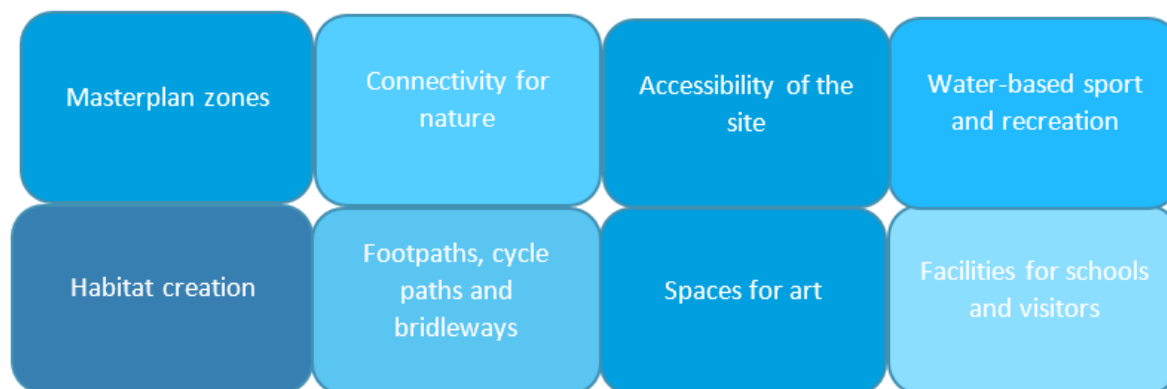 Masterplan zones
Connectivity for
nature
Accessibility of the
site
Water-based sport
and recreation
Habitat creation
Footpaths, cycle
paths and
bridleways
Spaces for art
Facilities for schools
and visitors